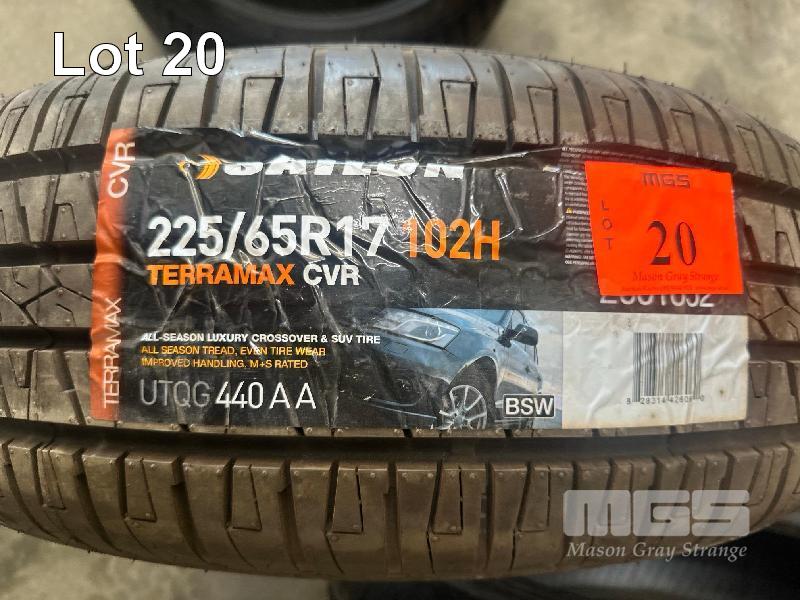 Lot 20
CVR
SAILUN
225/65R17 102H
TERRAMAX CVR
MGS
LOT
20
Mason Gray Strange
TERRAMAX
ALL-SEASON LUXURY CROSSOVER & SUV TIRE
ALL SEASON TREAD, EVEN TIRE WEAR
IMPROVED HANDLING, M+S RATED
UTQG 440 A A
BSW
MGS
Mason Gray Strange